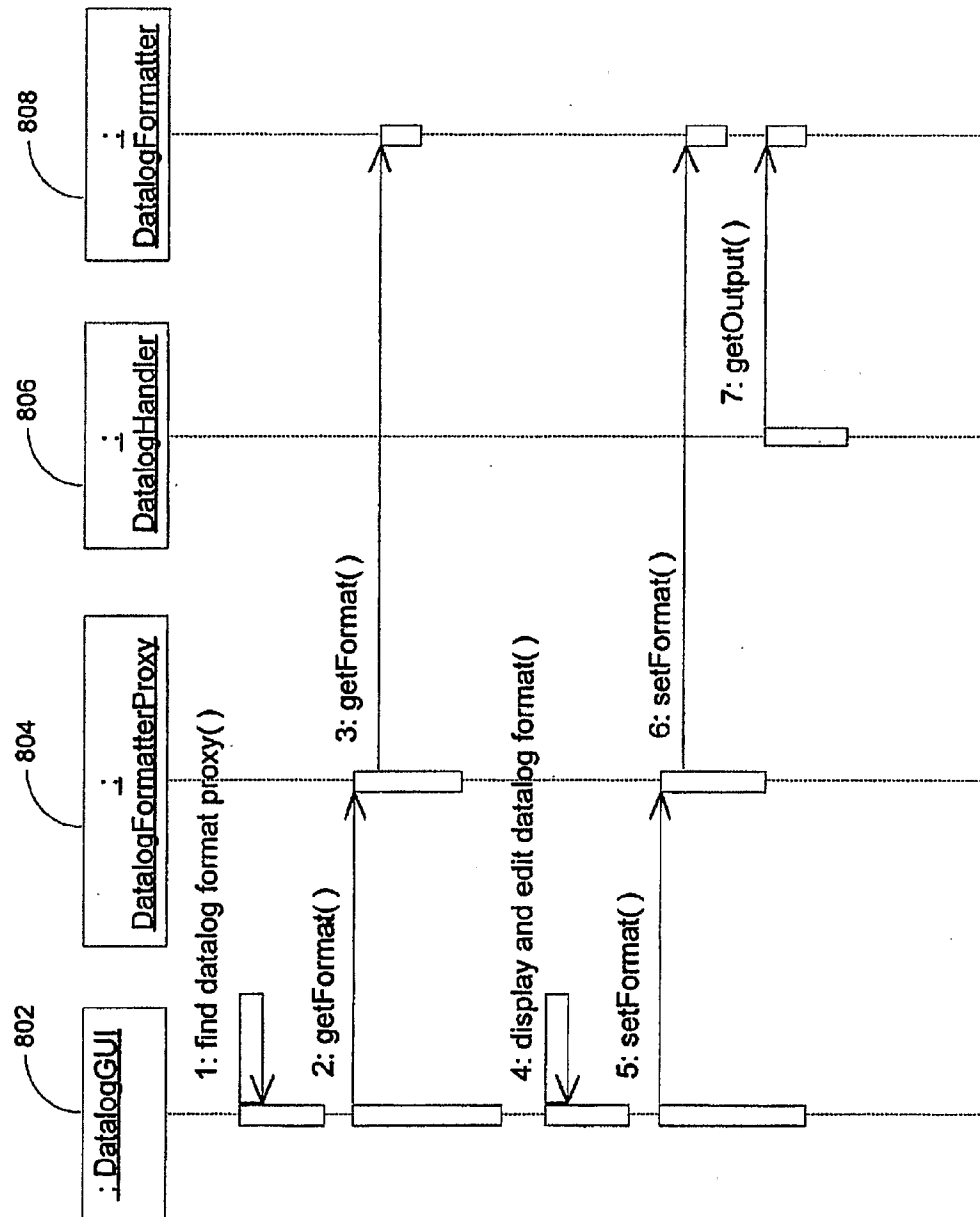 802
: DatalogGUI
804
:
DatalogFormatterProxy
806
:
DatalogHandler
808
:
DatalogFormatter
1: find datalog format proxy( )
2: getFormat( )
3: getFormat( )
4: display and edit datalog format( )
5: setFormat( )
6: setFormat( )
7: getOutput( )